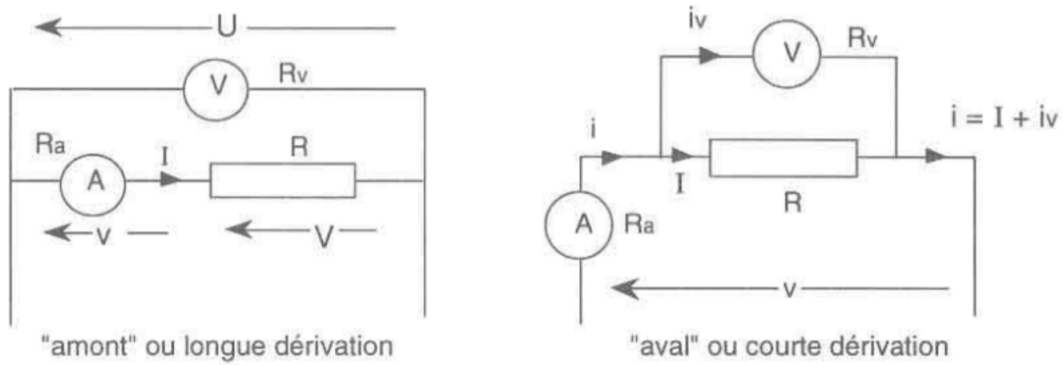 U
V
Rv
Ra
A
I
R
v
V
"amont" ou longue dérivation
iv
V
Rv
i
i = I + iv
I
R
A
Ra
v
"aval" ou courte dérivation